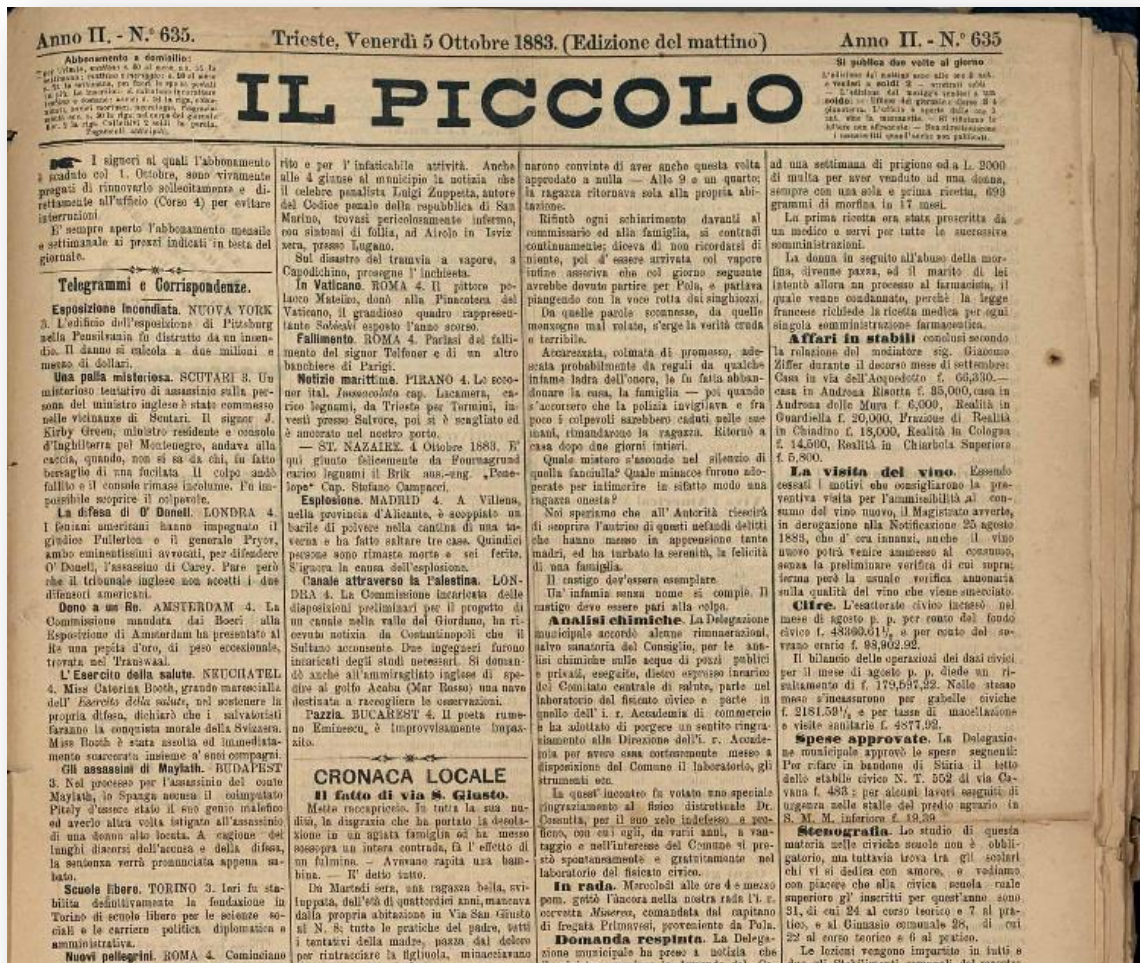 Anno II. - N.° 635.
Trieste, Venerdì 5 Ottobre 1883. (Edizione del mattino)
Anno II. - N.° 635
Abbonamento a domicilio:
Si publica due volte al giorno
IL PICCOLO
I signori ai quali l'abbonamento
è scaduto col 1. Ottobre, sono vivamente
pregati di rinnovarlo sollecitamente e di-
rettamente all'ufficio (Corso 4) per evitare
interruzioni
E' sempre aperto l'abbonamento mensile
e settimanale ai prezzi indicati in testa del
giornale.
Telegrammi e Corrispondenze.
Esposizione incendiata. NUOVA YORK
3. L'edificio dell'esposizione di Pittsburg
nella Pensilvania fu distrutto da un incen-
dio. Il danno si calcola a due milioni e
mezzo di dollari.
Una palla misteriosa. SCUTARI 3. Un
misterioso tentativo di assassinio sulla per-
sona del ministro inglese è stato commesso
nelle vicinanze di Scutari. Il signor J.
Kirby Green, ministro residente e console
d'Inghilterra pel Montenegro, andava alla
caccia, quando, non si sa da chi, fu fatto
bersaglio di una fucilata. Il colpo andò
fallito e il console rimase incolume. Fu im-
possibile scoprire il colpevole.
La difesa di O' Donell. LONDRA 4.
I feniani americani hanno impegnato il
giudice Fullerton e il generale Pryor,
ambo eminentissimi avvocati, per difendere
O' Donell, l'assassino di Carey. Pare però
che il tribunale inglese non accetti i due
difensori americani.
Dono a un Re. AMSTERDAM 4. La
Commissione mandata dai Boeri alla
Esposizione di Amsterdam ha presentato al
Re una pepita d'oro, di peso eccezionale,
trovata nel Transwaal.
L' Esercito della salute. NEUCHATEL
4. Miss Caterina Booth, grande marescialla
dell' Esercito della salute, nel sostenere la
propria difesa, dichiarò che i salvatoristi
faranno la conquista morale della Svizzera.
Miss Booth è stata assolta ed immediata-
mente scarcerata insieme a' suoi compagni.
Gli assassini di Maylath. BUDAPEST
3. Nel processo per l'assassinio del conte
Maylath, lo Spanga accusa il coimputato
Pitely d'essere stato il suo genio malefico
ed averlo altra volta istigato all'assassinio
di una donna alto locata. A cagione dei
lunghi discorsi dell'accusa e della difesa,
la sentenza verrà pronunciata appena sa-
bato.
Scuole libero. TORINO 3. Ieri fu sta-
bilita definitivamente la fondazione in
Torino di scuole libero per le scienze so-
ciali e le carriere politica diplomatica e
amministrativa.
Nuovi pellegrini. ROMA 4. Cominciano
rito e per l' infaticabile attività. Anche
alle 4 giunse al municipio la notizia che
il celebre penalista Luigi Zuppetta, autore
del Codice penale della repubblica di San
Marino, trovasi pericolosamente infermo,
con sintomi di follia, ad Airolo in Isviz
zera, presso Lugano.
Sul disastro del tramvia a vapore, a
Capodichino, prosegue l' inchiesta.
In Vaticano. ROMA 4. Il pittore po-
lacco Mateiko, donò alla Pinacoteca del
Vaticano, il grandioso quadro rappresen-
tante Sobieski esposto l'anno scorso.
Fallimento. ROMA 4. Parlasi del falli-
mento del signor Telfener e di un altro
banchiere di Parigi.
Notizie marittime. PIRANO 4. Lo scoo-
ner ital. Immacolata cap. Lacamera, ca-
rico legnami, da Trieste per Termini, in-
vestì presso Salvore, poi si è scagliato ed
è ancorato nel nostro porto.
— ST. NAZAIRE. 4 Ottobre 1883. E'
qui giunto felicemente da Fourmagrund
carico legnami il Brik aus.-ung. „Pene-
lope" Cap. Stefano Campacci.
Esplosione. MADRID 4. A Villena,
nella provincia d'Alicante, è scoppiato un
barile di polvere nella cantina di una ta-
verna e ha fatto saltare tre case. Quindici
persone sono rimaste morte e sei ferite.
S'ignora la causa dell'esplosione.
Canale attraverso la Palestina. LON-
DRA 4. La Commissione incaricata delle
disposizioni preliminari per il progetto di
un canale nella valle del Giordano, ha ri-
cevuto notizia da Costantinopoli che il
Sultano acconsente. Due ingegneri furono
incaricati degli studi necessari. Si doman-
dò anche all'ammiragliato inglese di spe-
dire al golfo Acaba (Mar Rosso) una nave
destinata a raccogliere le osservazioni.
Pazzia. BUCAREST 4. Il poeta rume-
no Eminescu, è improvvisamente impaz-
zito.
CRONACA LOCALE
Il fatto di via S. Giusto.
Mette raccapriccio. In tutta la sua nu-
dità, la disgrazia che ha portato la desola-
zione in un agiata famiglia ed ha messo
sossopra un intera contrada, fà l' effetto di
un fulmine. — Avevano rapita una bam-
bina. — E' detto tutto.
Da Martedì sera, una ragazza bella, svi-
luppata, dell'età di quattordici anni, mancava
dalla propria abitazione in Via San Giusto
al N. 8; tutte le pratiche del padre, tutti
i tentativi della madre, pazza dal dolore
per rintracciare la figliuola, minacciavano
narono convinte di aver anche questa volta
approdato a nulla — Alle 9 e un quarto;
la ragazza ritornava sola alla propria abi-
tazione.
Rifiutò ogni schiarimento davanti al
commissario ed alla famiglia, si contradì
continuamente; diceva di non ricordarsi di
niente, poi d' essere arrivata col vapore
infine asseriva che col giorno seguente
avrebbe dovuto partire per Pola, e parlava
piangendo con la voce rotta dai singhiozzi.
Da quelle parole sconnesse, da quelle
menzogne mal velate, s'erge la verità cruda
e terribile.
Accarezzata, colmata di promesse, ade-
scata probabilmente da reguli da qualche
infame ladra dell'onore, le fu fatta abban-
donare la casa, la famiglia — poi quando
s'accorsero che la polizia invigilava e fra
poco i colpevoli sarebbero caduti nelle sue
mani, rimandarono la ragazza. Ritornò a
casa dopo due giorni intieri.
Quale mistero s'asconde nel silenzio di
quella fanciulla? Quale minacce furono ado-
perate per intimorire in sifatto modo una
ragazza onesta?
Noi speriamo che all' Autorità riescirà
di scoprire l'autrice di questi nefandi delitti
che hanno messo in apprensione tante
madri, ed ha turbato la serenità, la felicità
di una famiglia.
Il castigo dev'essere esemplare.
Un' infamia senza nome si compie. Il
castigo deve essere pari alla colpa.
Analisi chimiche. La Delegazione
municipale accordò alcune rimunerazioni,
salvo sanatoria del Consiglio, per le ana-
lisi chimiche sulle acque di pozzi publici
e privati, eseguite, dietro espresso incarico
del Comitato centrale di salute, parte nel
laboratorio del fisicato civico e parte in
quello dell' i. r. Accademia di commercio
e ha adottato di porgere un sentito ringra-
ziamento alla Direzione dell'i. r. Accade-
mia per avere essa cortesemente messo a
disposizione del Comune il laboratorio, gli
strumenti ecc.
In quest' incontro fu votato uno speciale
ringraziamento al fisico distrettuale Dr.
Cossutta, per il suo zelo indefesso e pro-
ficuo, con cui egli, da varii anni, a van-
taggio e nell'interesse del Comune si pre-
stò spontaneamente e gratuitamente nel
laboratorio del fisicato civico.
In rada. Mercoledì alle ore 4 e mezzo
pom. gettò l'àncora nella nostra rada l'i. r.
corvetta Minerva, comandata dal capitano
di fregata Primavesi, proveniente da Pola.
Domanda respinta. La Delega-
zione municipale ha preso a notizia che
ad una settimana di prigione ed a L. 2000
di multa per aver venduto ad una donna,
sempre con una sola e prima ricetta, 693
grammi di morfina in 17 mesi.
La prima ricetta era stata prescritta da
un medico e servì per tutte le successive
somministrazioni.
La donna in seguito all'abuso della mor-
fina, divenne pazza, ed il marito di lei
intentò allora un processo al farmacista, il
quale venne condannato, perchè la legge
francese richiede la ricetta medica per ogni
singola somministrazione farmaceutica.
Affari in stabili conclusi secondo
la relazione del mediatore sig. Giacomo
Ziffer durante il decorso mese di settembre:
Casa in via dell'Acquedotto f. 66,330.—
casa in Androna Risorta f. 35,000, casa in
Androna delle Mura f. 6,000, Realità in
Guardiella f. 20,000, Frazione di Realità
in Chiadino f. 18,000, Realità in Cologna
f. 14,500, Realità in Chiarbola Superiore
f. 5,800.
La visita del vino. Essendo
cessati i motivi che consigliarono la pre-
ventiva visita per l'ammissibilità al con-
sumo del vino nuovo, il Magistrato avverte,
in derogazione alla Notificazione 25 agosto
1883, che d' ora innanzi, anche il vino
nuovo potrà venire ammesso al consumo,
senza la preliminare verifica di cui sopra;
ferma però la usuale verifica annonaria
sulla qualità del vino che viene smerciato.
Cifre. L'esattorato civico incassò nel
mese di agosto p. p. per conto del fondo
civico f. 48360.61½, e per conto del so-
vrano erario f. 98,902.92.
Il bilancio delle operazioni dei dazi civici
per il mese di agosto p. p. diede un ri-
sultamento di f. 179,597,22. Nello stesso
mese s'incassarono per gabelle civiche
f. 2181.59½ e per tasse di macellazione
e visite sanitarie f. 4877.92.
Spese approvate. La Delegazio-
ne municipale approvò le spese seguenti:
Per rifare in bandone di Stiria il tetto
dello stabile civico N. T. 552 di via Ca-
vana f. 483; per alcuni lavori eseguiti di
urgenza nelle stalle del predio agrario in
S. M. M. inferiore f. 19,39
Stenografia. Lo studio di questa
materia nelle civiche scuole non è obbli-
gatorio, ma tuttavia trova tra gli scolari
chi vi si dedica con amore, e vediamo
con piacere che alla civica scuola reale
superiore gl' inscritti per quest'anno sono
31, di cui 24 al corso teorico e 7 al pra-
tico, e al Ginnasio comunale 28, di cui
22 al corso teorico e 6 al pratico.
Le lezioni vengono impartite in tutti e